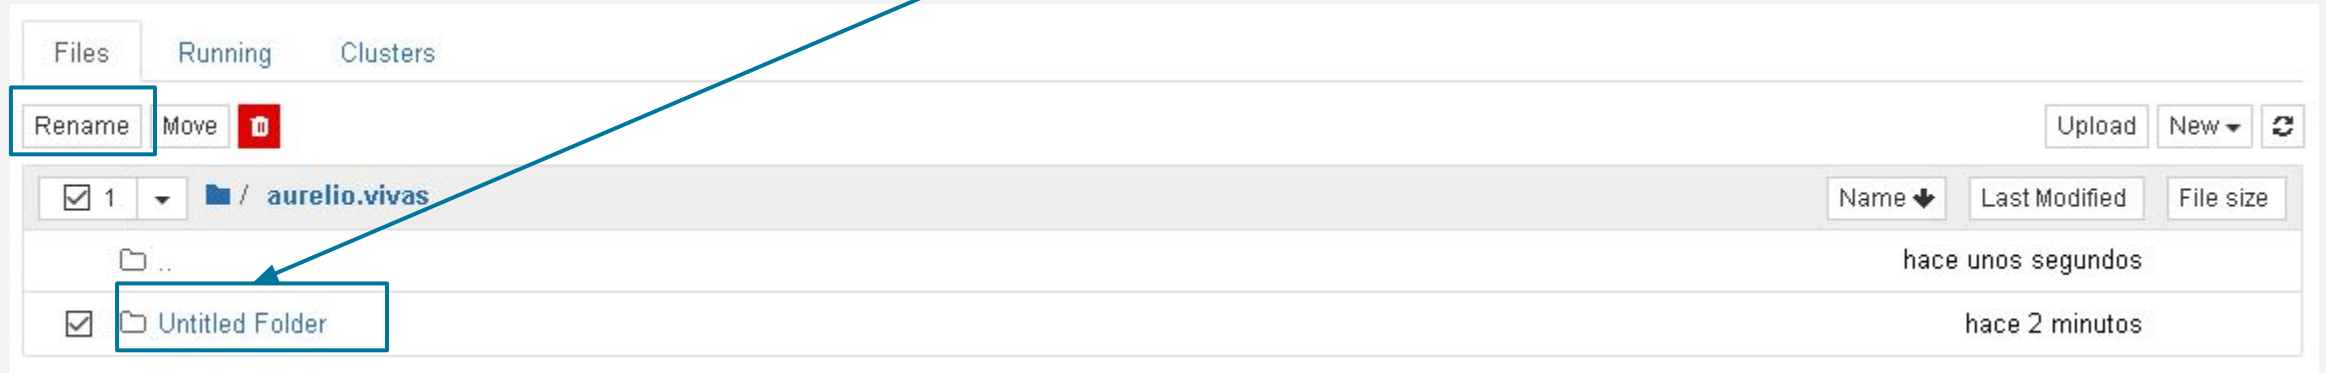 Files Running Clusters
Rename Move Upload New
1 / aurelio.vivas Name Last Modified File size
.. hace unos segundos
Untitled Folder hace 2 minutos